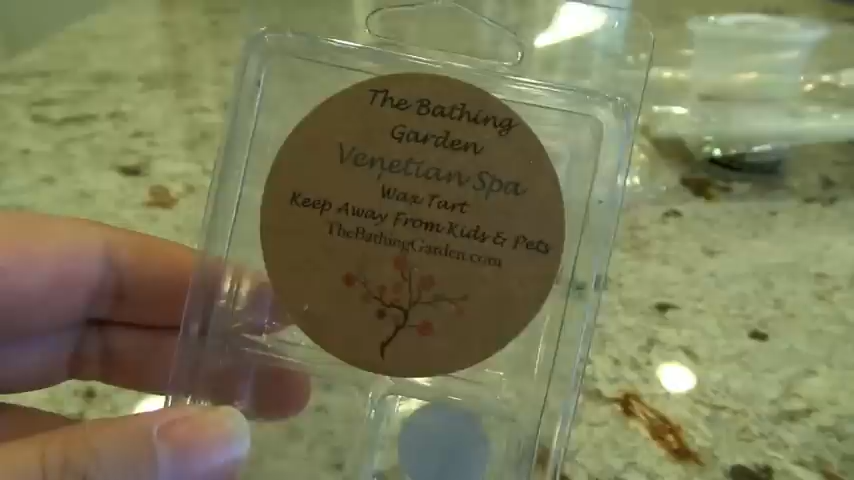 The Bathing
Garden
Venetian Spa
Wax Tart
Keep Away From Kids & Pets
TheBathingGarden.com